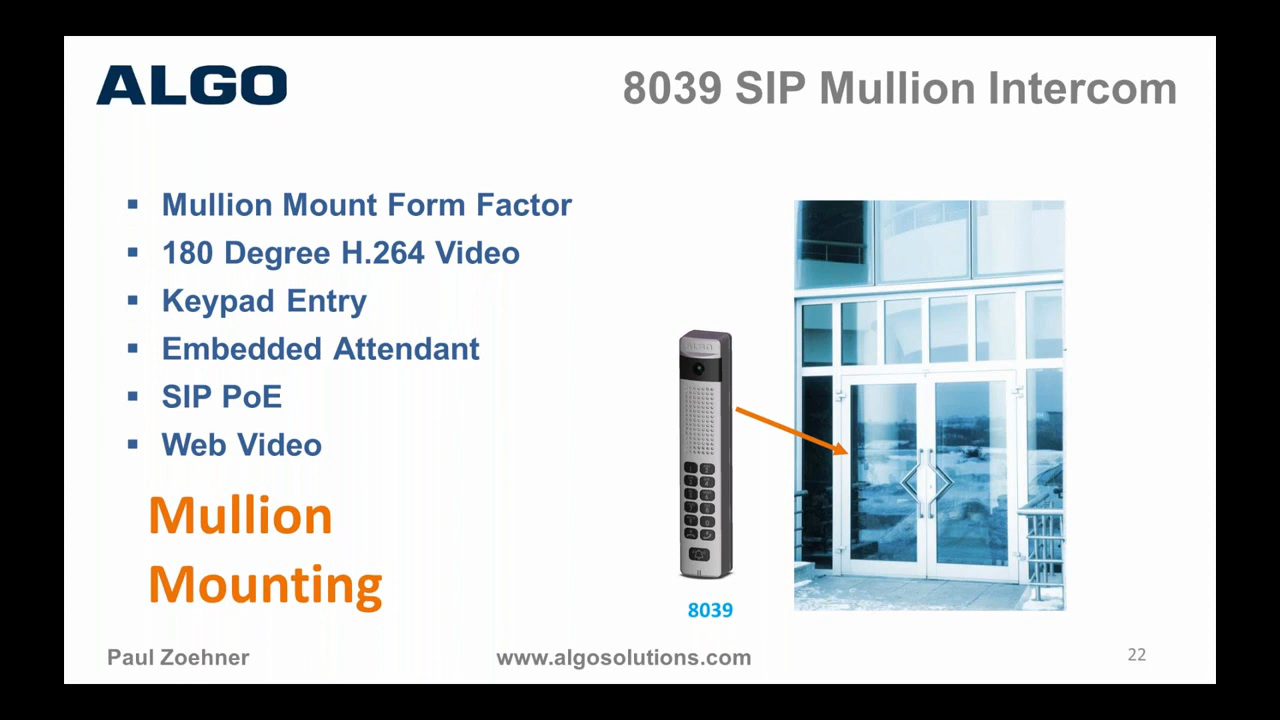 ALGO
8039 SIP Mullion Intercom
▪ Mullion Mount Form Factor
▪ 180 Degree H.264 Video
▪ Keypad Entry
▪ Embedded Attendant
▪ SIP PoE
▪ Web Video
Mullion
Mounting
ALGO
8039
Paul Zoehner
www.algosolutions.com
22